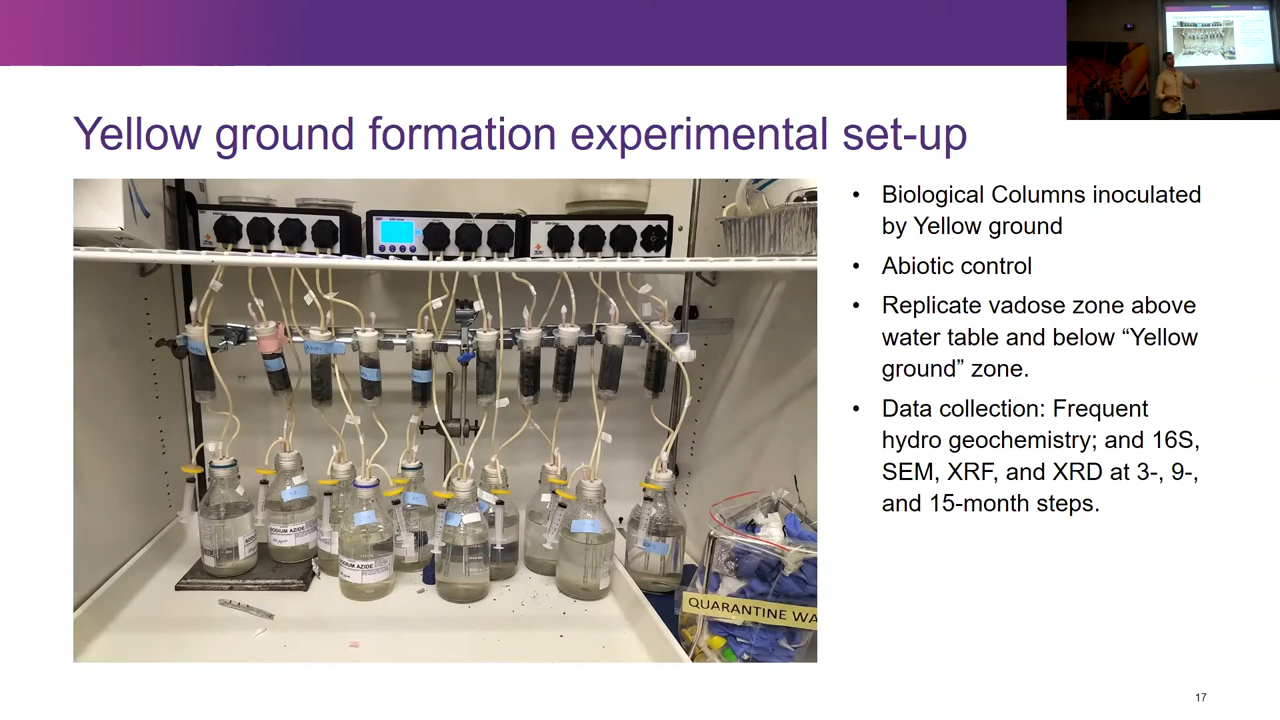 Yellow ground formation experimental set-up
• Biological Columns inoculated
by Yellow ground
• Abiotic control
• Replicate vadose zone above
water table and below “Yellow
ground” zone.
• Data collection: Frequent
hydro geochemistry; and 16S,
SEM, XRF, and XRD at 3-, 9-,
and 15-month steps.
SODIUM AZIDE
SODIUM AZIDE
QUARANTINE WA
17